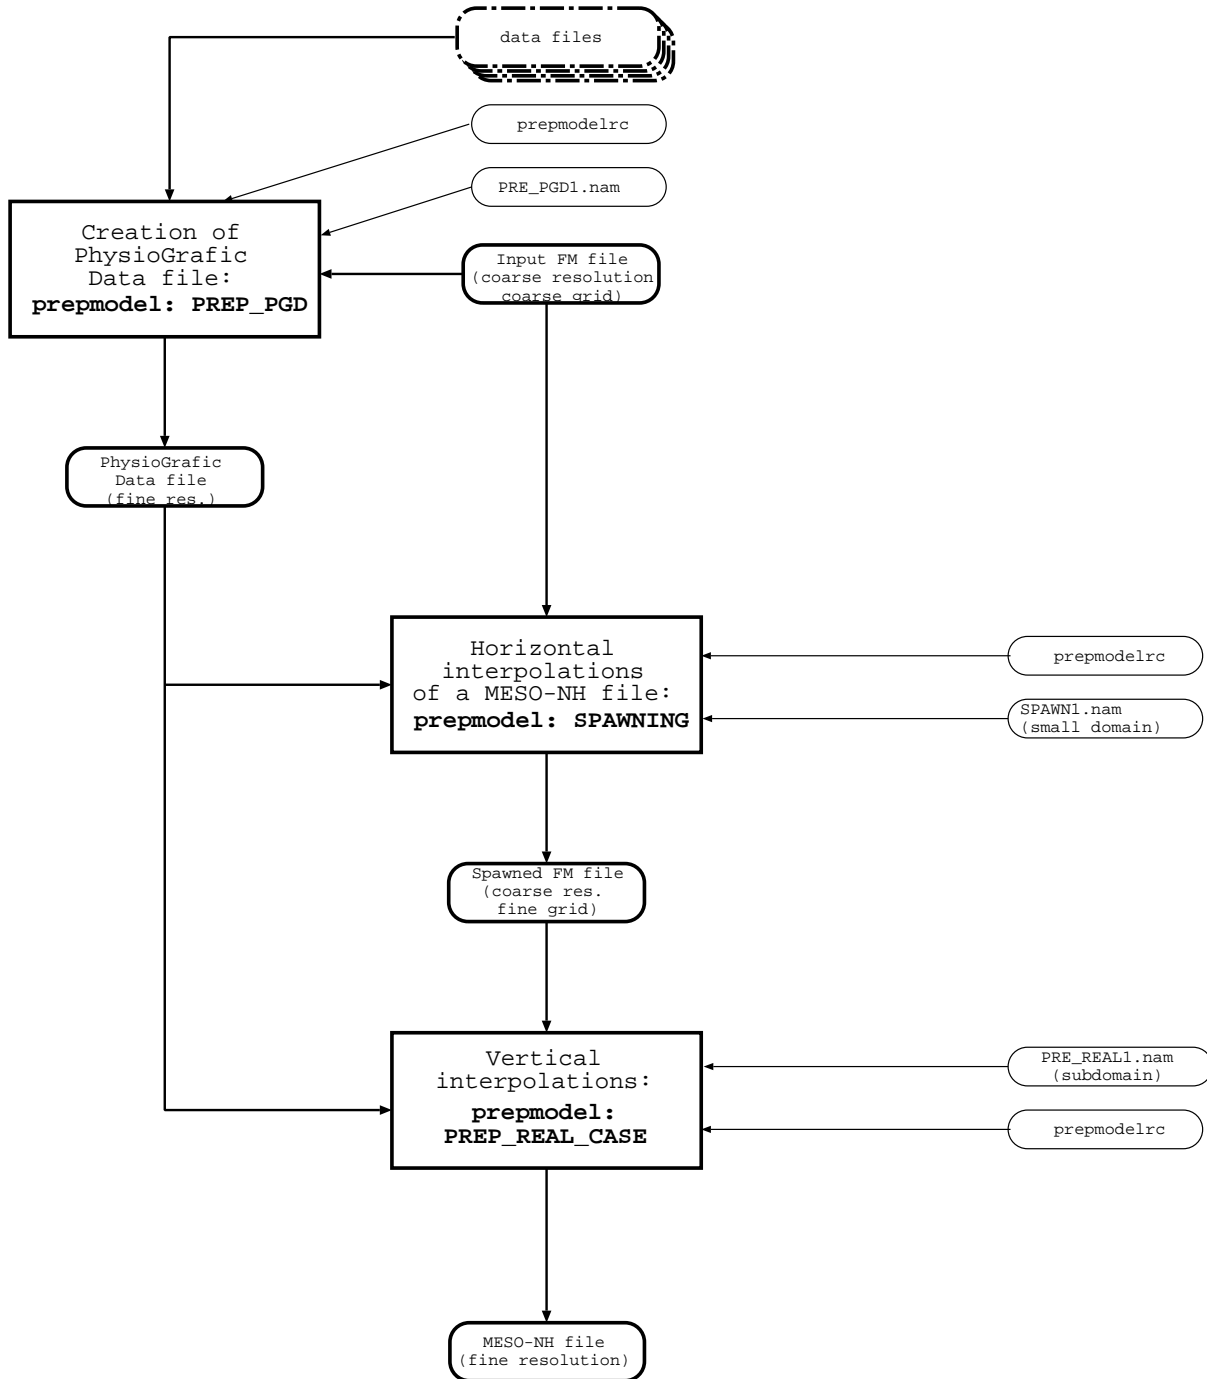 data files
prepmodelrc
PRE_PGD1.nam
Creation of
PhysioGrafic
Data file:
prepmodel: PREP_PGD
Input FM file
(coarse resolution
coarse grid)
PhysioGrafic
Data file
(fine res.)
Horizontal
interpolations
of a MESO-NH file:
prepmodel: SPAWNING
prepmodelrc
SPAWN1.nam
(small domain)
Spawned FM file
(coarse res.
fine grid)
Vertical
interpolations:
prepmodel:
PREP_REAL_CASE
PRE_REAL1.nam
(subdomain)
prepmodelrc
MESO-NH file
(fine resolution)